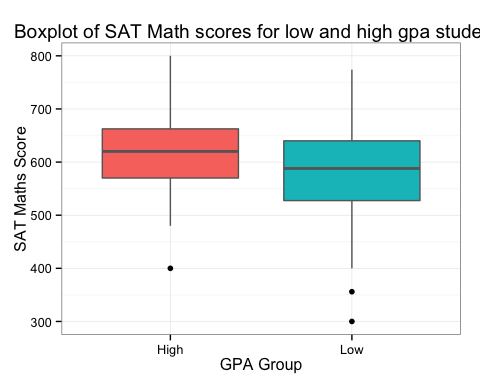 Boxplot of SAT Math scores for low and high gpa stude
800
700
600
500
400
300
SAT Maths Score
High
Low
GPA Group